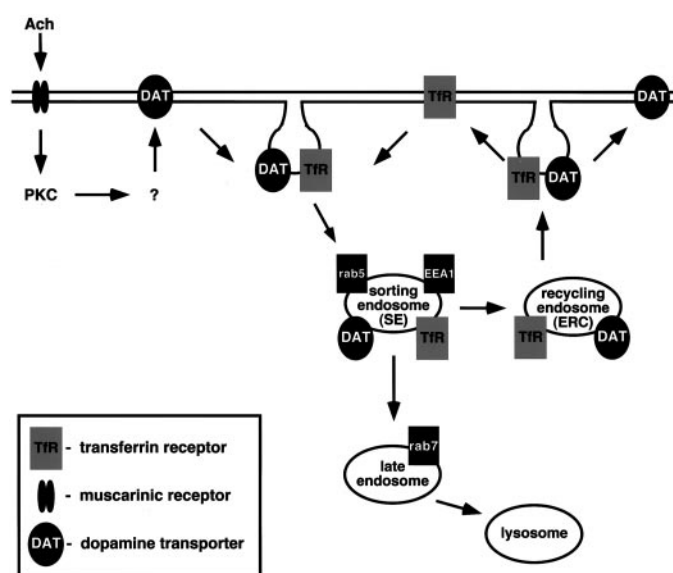 Ach
DAT
TfR
DAT
DAT
TfR
TfR
DAT
PKC
?
rab5
EEA1
sorting
endosome
(SE)
recycling
endosome
(ERC)
DAT
TfR
TfR
DAT
rab7
late
endosome
lysosome
TfR - transferrin receptor
- muscarinic receptor
DAT - dopamine transporter